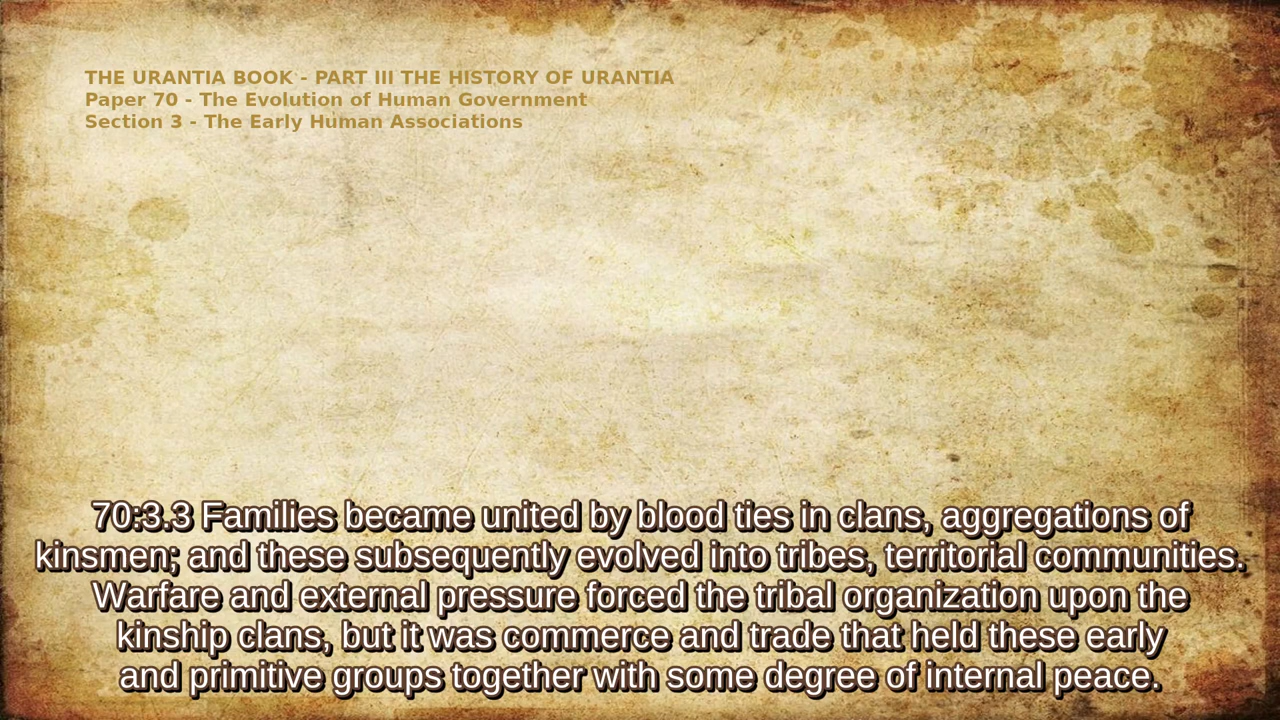 THE URANTIA BOOK - PART III THE HISTORY OF URANTIA
Paper 70 - The Evolution of Human Government
Section 3 - The Early Human Associations
70:3.3 Families became united by blood ties in clans, aggregations of
kinsmen; and these subsequently evolved into tribes, territorial communities.
Warfare and external pressure forced the tribal organization upon the
kinship clans, but it was commerce and trade that held these early
and primitive groups together with some degree of internal peace.